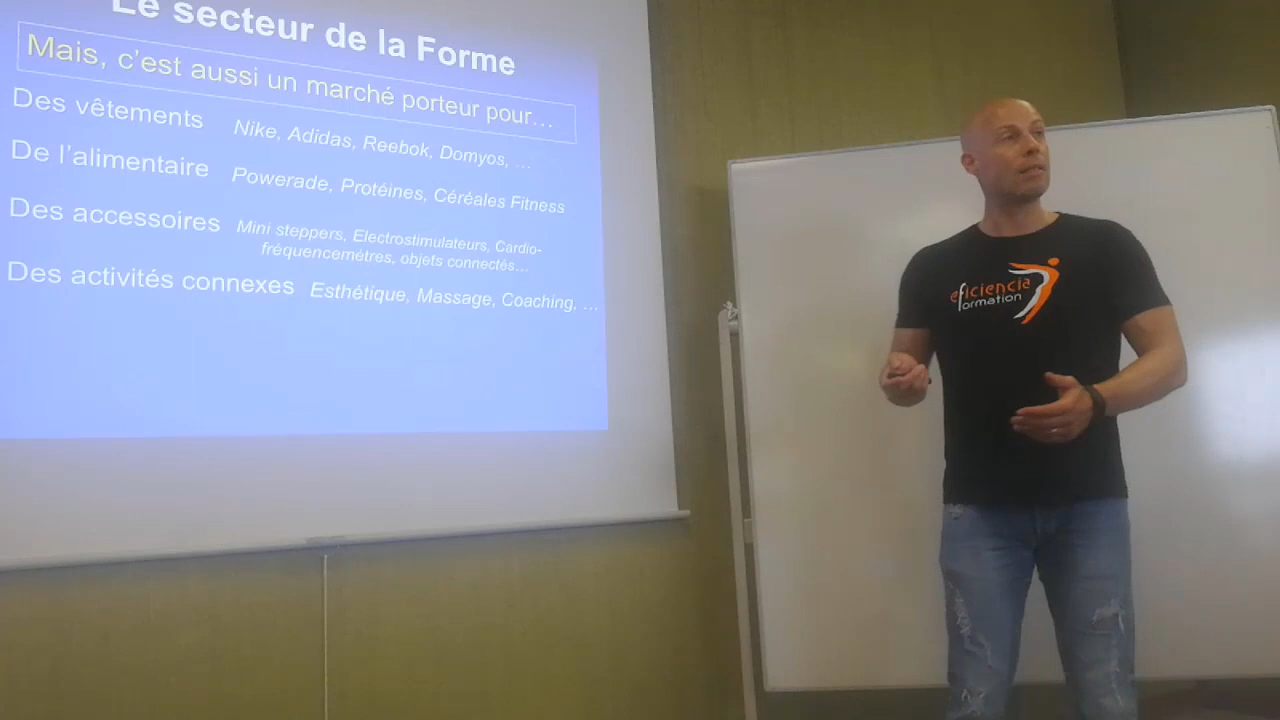 Le secteur de la Forme
Mais, c'est aussi un marché porteur pour...
Des vêtements Nike, Adidas, Reebok, Domyos, ...
De l'alimentaire Powerade, Protéines, Céréales Fitness
Des accessoires Mini steppers, Electrostimulateurs, Cardio-
fréquencemètres, objets connectés...
Des activités connexes Esthétique, Massage, Coaching, ...
eficiencia
formation